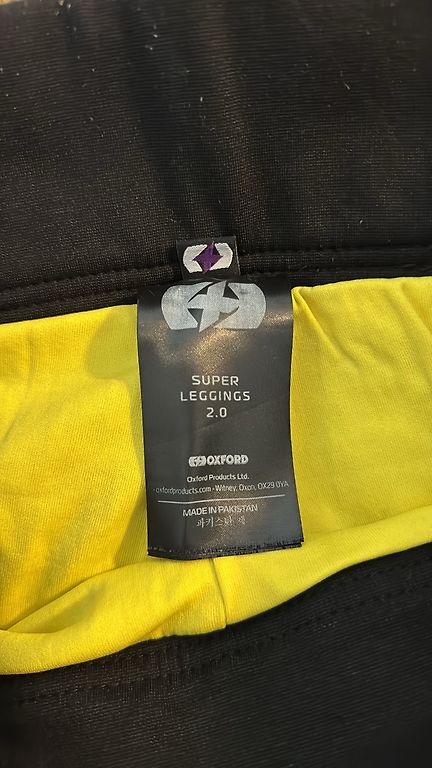 SUPER
LEGGINGS
2.0
OXFORD
Oxford Products Ltd.
oxfordproducts.com - Witney, Oxon, OX29 0YA
MADE IN PAKISTAN
파키스탄 제